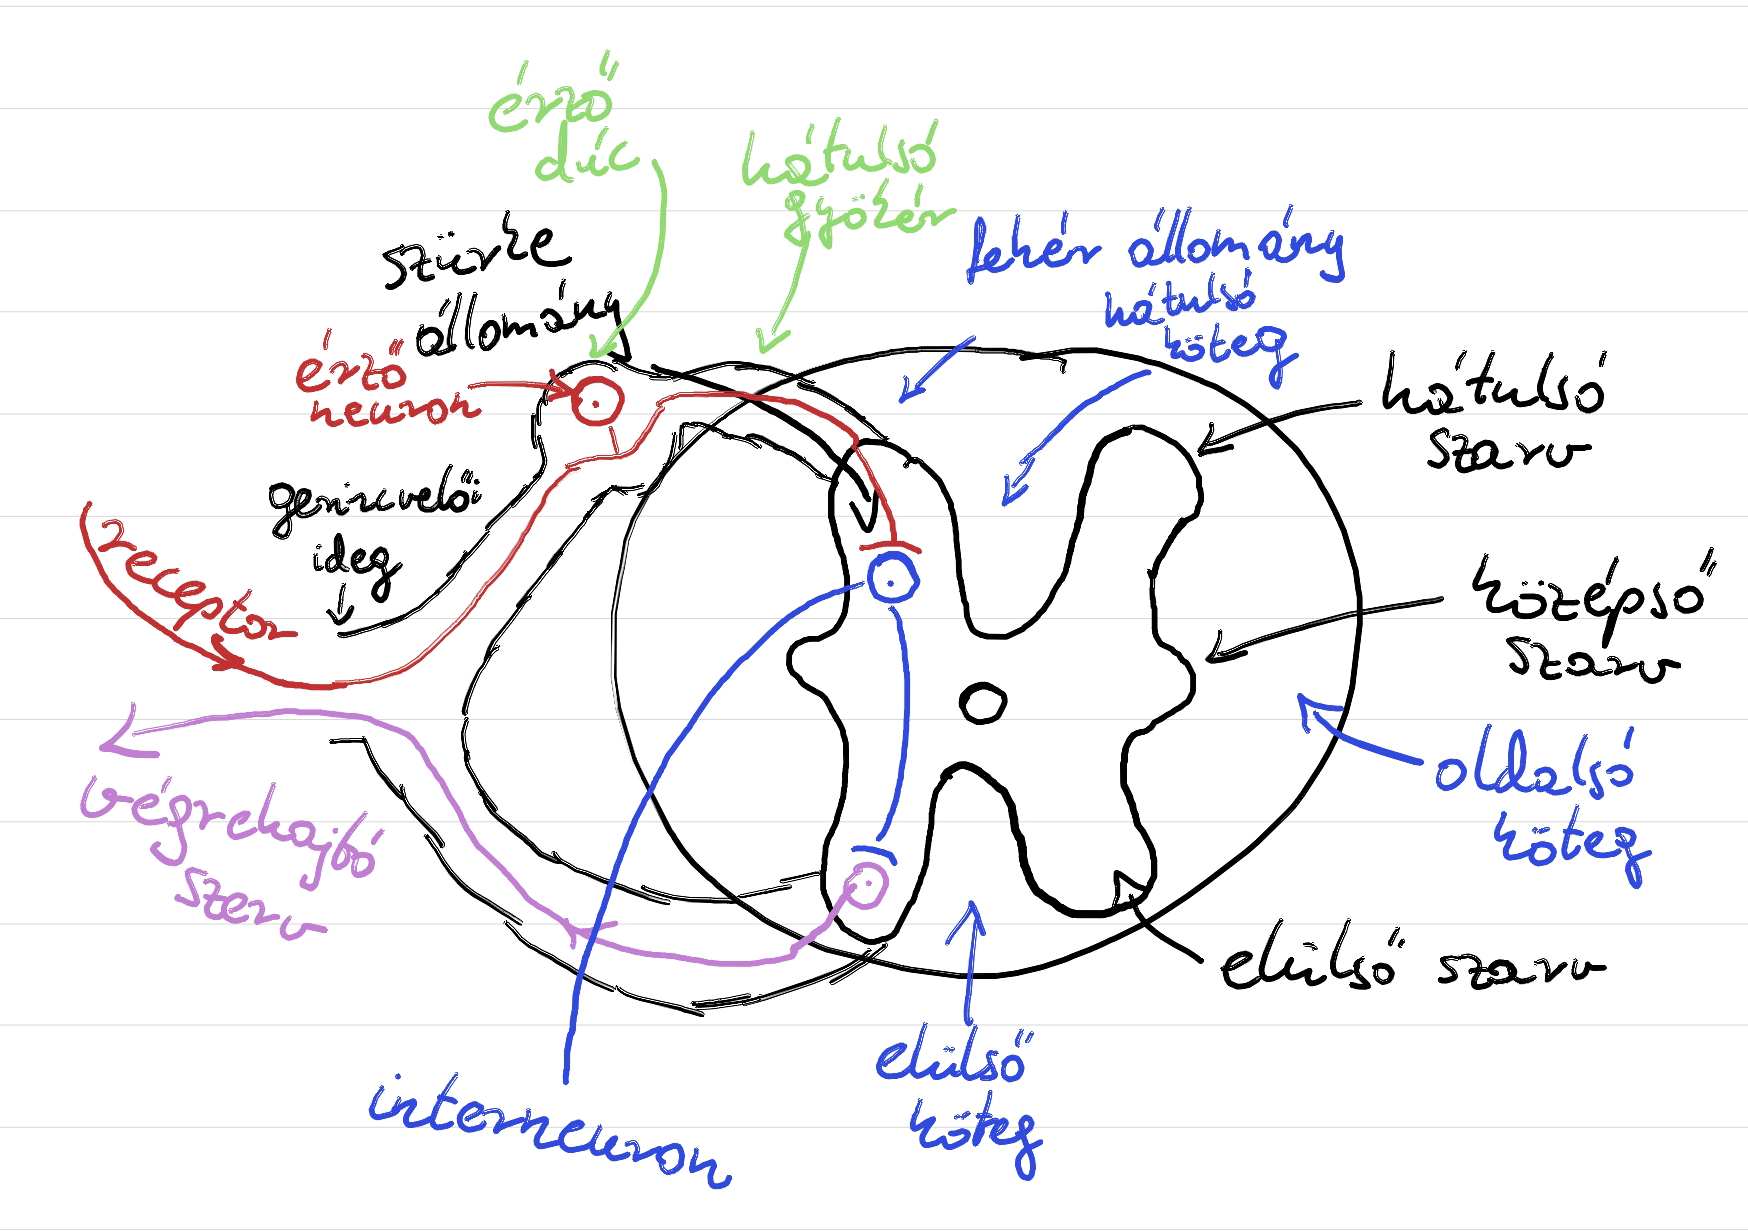 érző
dúc
hátulsó
gyökér
szürke
állomány
fehér állomány
hátulsó
köteg
érző
neuron
hátulsó
szarv
gerincvelői
ideg
receptor
középső
szarv
oldalsó
köteg
végrehajtó
szerv
elülső szarv
elülső
köteg
interneuron